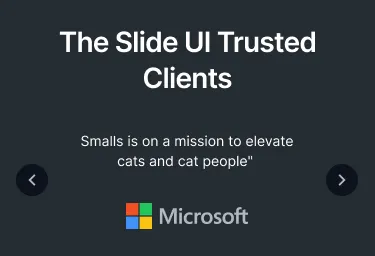 The Slide UI Trusted
Clients
Smalls is on a mission to elevate
cats and cat people"
Microsoft